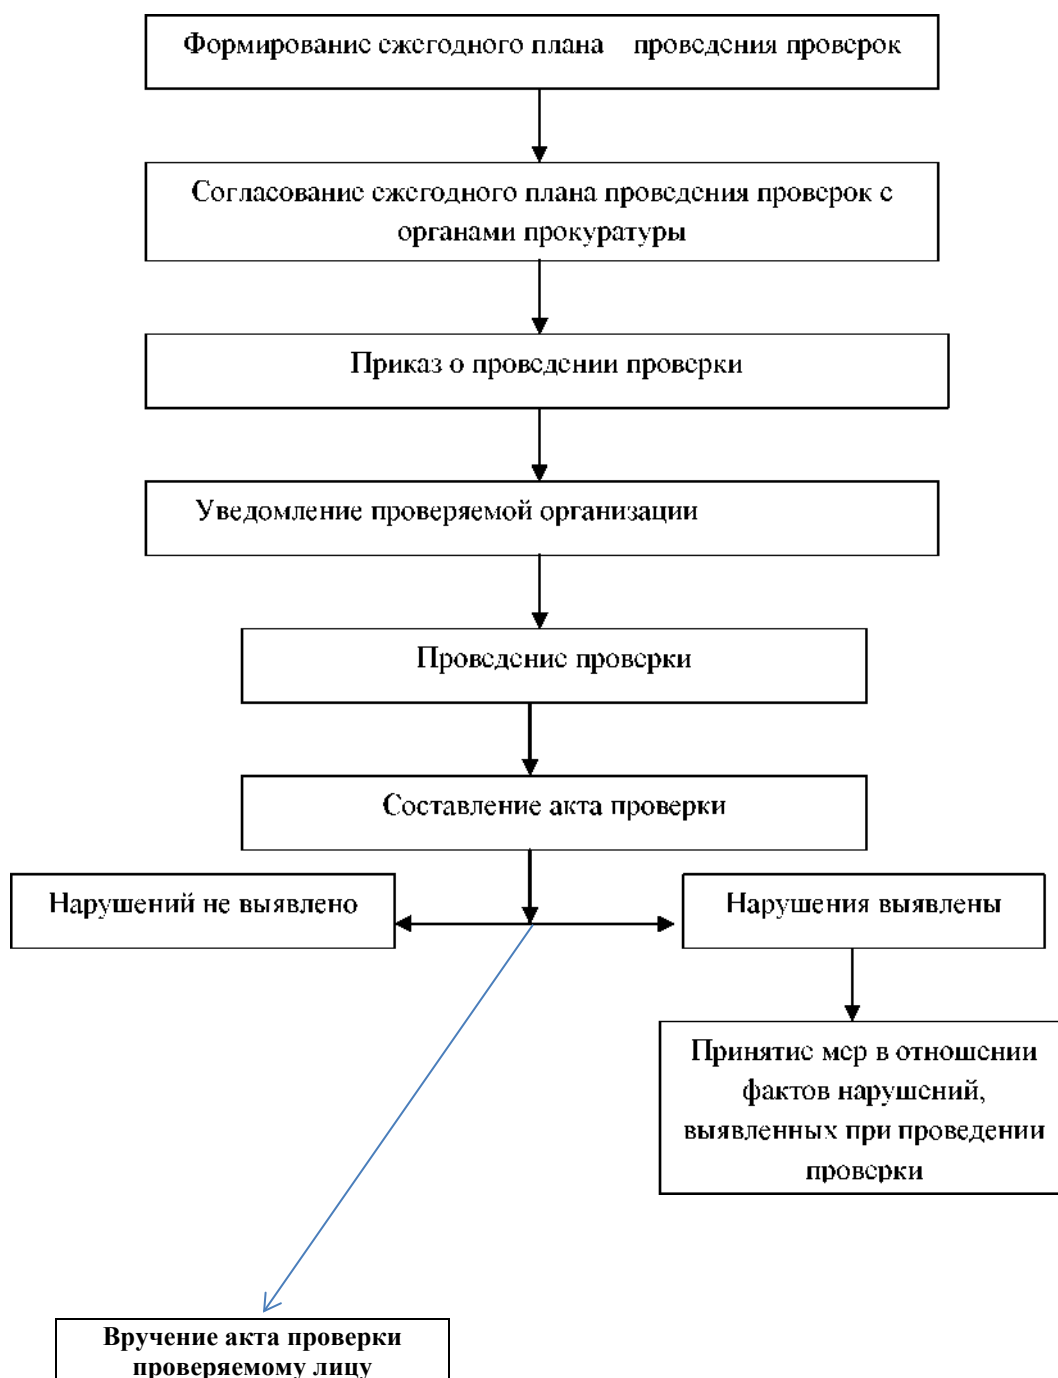 Формирование ежегодного плана проведения проверок
Согласование ежегодного плана проведения проверок с
органами прокуратуры
Приказ о проведении проверки
Уведомление проверяемой организации
Проведение проверки
Составление акта проверки
Нарушений не выявлено
Нарушения выявлены
Принятие мер в отношении
фактов нарушений,
выявленных при проведении
проверки
Вручение акта проверки
проверяемому лицу